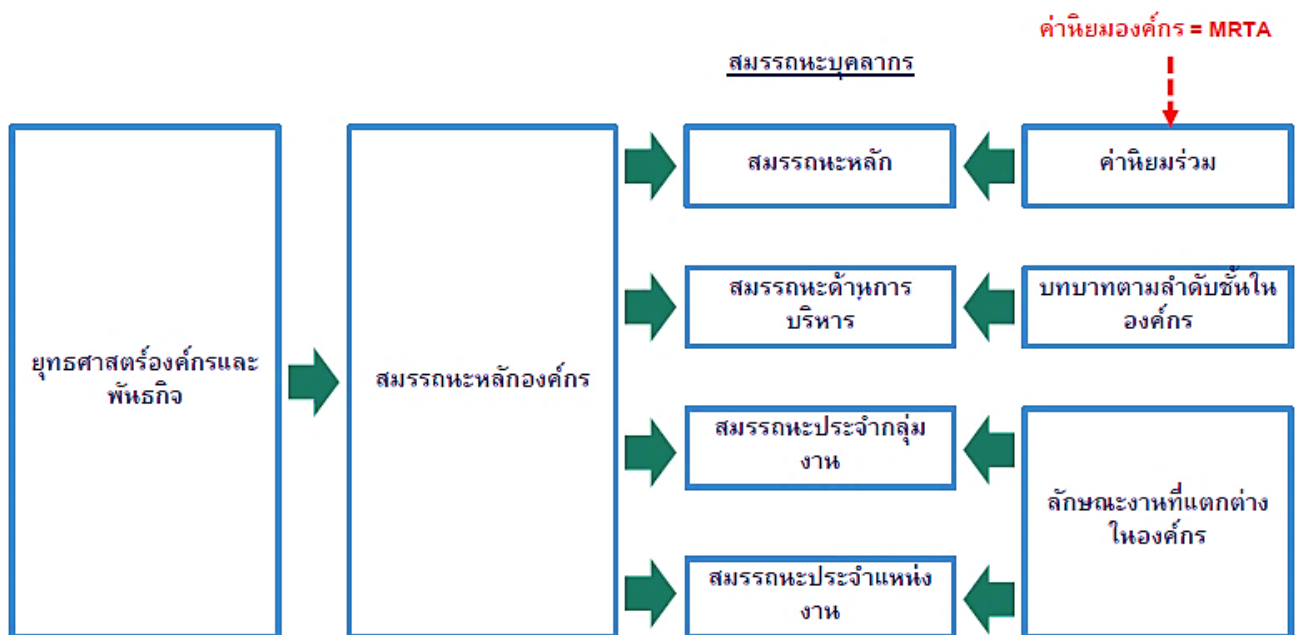 ค่านิยมองค์กร = MRTA
สมรรถนะบุคลากร
ยุทธศาสตร์องค์กรและ
พันธกิจ
สมรรถนะหลักองค์กร
สมรรถนะหลัก
ค่านิยมร่วม
สมรรถนะด้านการ
บริหาร
บทบาทตามลำดับชั้นใน
องค์กร
สมรรถนะประจำกลุ่ม
งาน
สมรรถนะประจำแหน่ง
งาน
ลักษณะงานที่แตกต่าง
ในองค์กร